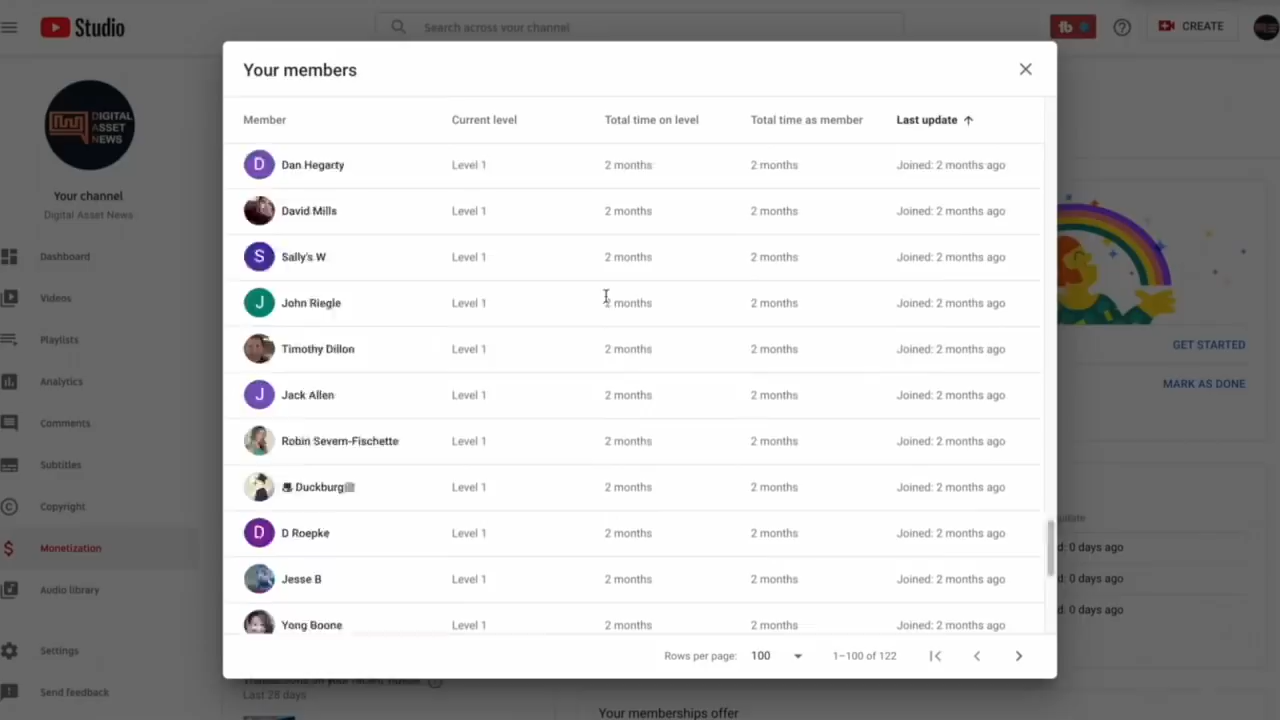 Studio
Search across your channel
CREATE
DIGITAL
ASSET
NEWS
Your channel
Digital Asset News
Dashboard
Videos
Playlists
Analytics
Comments
Subtitles
Copyright
Monetization
Audio library
Settings
Send feedback
Your members
Member Current level Total time on level Total time as member Last update
D Dan Hegarty Level 1 2 months 2 months Joined: 2 months ago
David Mills Level 1 2 months 2 months Joined: 2 months ago
S Sally's W Level 1 2 months 2 months Joined: 2 months ago
J John Riegle Level 1 2 months 2 months Joined: 2 months ago
Timothy Dillon Level 1 2 months 2 months Joined: 2 months ago
J Jack Allen Level 1 2 months 2 months Joined: 2 months ago
Robin Severn-Fischette Level 1 2 months 2 months Joined: 2 months ago
Duckburg Level 1 2 months 2 months Joined: 2 months ago
D D Roepke Level 1 2 months 2 months Joined: 2 months ago
Jesse B Level 1 2 months 2 months Joined: 2 months ago
Yong Boone Level 1 2 months 2 months Joined: 2 months ago
Rows per page: 100 1–100 of 122
GET STARTED
MARK AS DONE
d: 0 days ago
d: 0 days ago
d: 0 days ago
Last 28 days
Your memberships offer